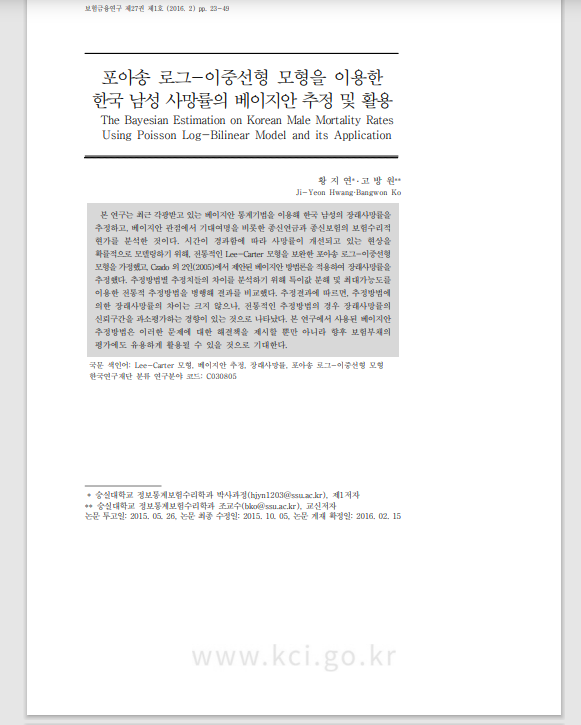 보험금융연구 제27권 제1호 (2016. 2) pp. 23-49
포아송 로그-이중선형 모형을 이용한
한국 남성 사망률의 베이지안 추정 및 활용
The Bayesian Estimation on Korean Male Mortality Rates
Using Poisson Log-Bilinear Model and its Application
황 지 연*·고 방 원**
Ji-Yeon Hwang·Bangwon Ko
본 연구는 최근 각광받고 있는 베이지안 통계기법을 이용해 한국 남성의 장래사망률을
추정하고, 베이지안 관점에서 기대여명을 비롯한 종신연금과 종신보험의 보험수리적
현가를 분석한 것이다. 시간이 경과함에 따라 사망률이 개선되고 있는 현상을
확률적으로 모델링하기 위해, 전통적인 Lee-Carter 모형을 보완한 포아송 로그-이중선형
모형을 가정했고, Czado 외 2인(2005)에서 제안된 베이지안 방법론을 적용하여 장래사망률을
추정했다. 추정방법별 추정치들의 차이를 분석하기 위해 특이값 분해 및 최대가능도를
이용한 전통적 추정방법을 병행해 결과를 비교했다. 추정결과에 따르면, 추정방법에
의한 장래사망률의 차이는 크지 않으나, 전통적인 추정방법의 경우 장래사망률의
신뢰구간을 과소평가하는 경향이 있는 것으로 나타났다. 본 연구에서 사용된 베이지안
추정방법은 이러한 문제에 대한 해결책을 제시할 뿐만 아니라 향후 보험부채의
평가에도 유용하게 활용될 수 있을 것으로 기대한다.
국문 색인어: Lee-Carter 모형, 베이지안 추정, 장래사망률, 포아송 로그-이중선형 모형
한국연구재단 분류 연구분야 코드: C030805
* 숭실대학교 정보통계보험수리학과 박사과정(hjyn1203@ssu.ac.kr), 제1저자
** 숭실대학교 정보통계보험수리학과 조교수(bko@ssu.ac.kr), 교신저자
논문 투고일: 2015. 05. 26, 논문 최종 수정일: 2015. 10. 05, 논문 게재 확정일: 2016. 02. 15
www.kci.go.kr